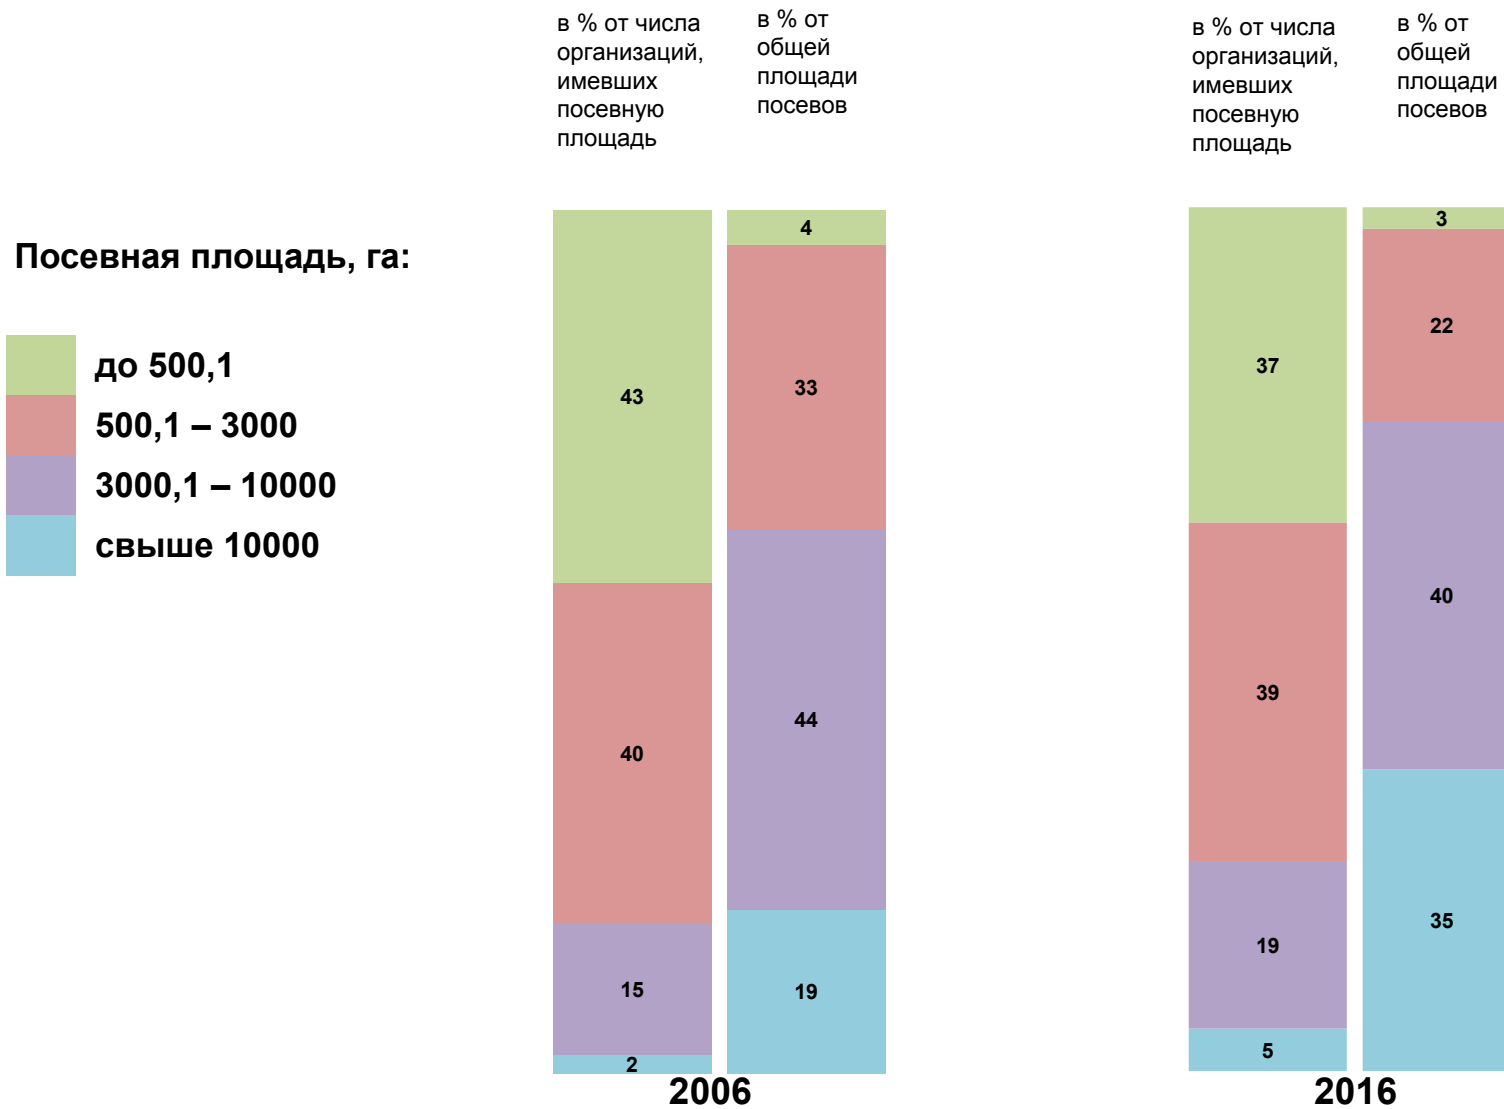 в % от числа
организаций,
имевших
посевную
площадь
в % от
общей
площади
посевов
в % от числа
организаций,
имевших
посевную
площадь
в % от
общей
площади
посевов
Посевная площадь, га:
до 500,1
500,1 – 3000
3000,1 – 10000
свыше 10000
43
40
15
2
4
33
44
19
2006
37
39
19
5
3
22
40
35
2016